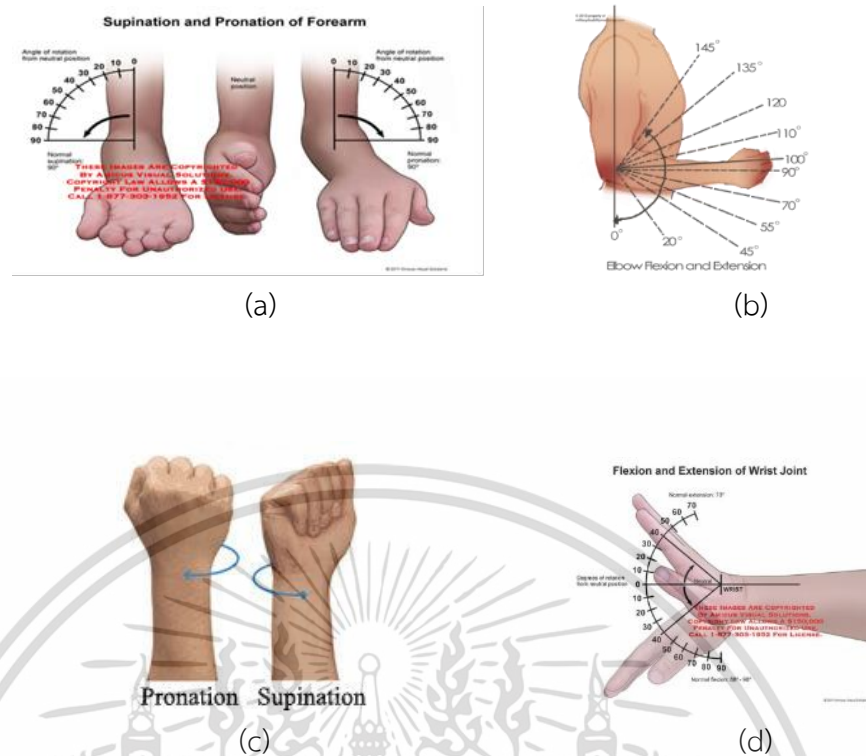 Supination and Pronation of Forearm
Angle of rotation
from neutral position
0
10
20
30
40
50
60
70
80
90
Normal
supination:
90°
Neutral
position
Angle of rotation
from neutral position
0
10
20
30
40
50
60
70
80
90
Normal
pronation:
90°
THESE IMAGES ARE COPYRIGHTED
BY AMICUS VISUAL SOLUTIONS.
COPYRIGHT LAW ALLOWS A $150,000
PENALTY FOR UNAUTHORIZED USE.
CALL 1-877-303-1952 FOR LICENSE.
(a)
145°
135°
120
110°
100°
90°
70°
55°
45°
20°
0°
Elbow Flexion and Extension
(b)
Pronation Supination
(c)
Flexion and Extension of Wrist Joint
Normal extension: 70°
70
60
50
40
30
20
10
Degrees of rotation
from neutral position
0
10
20
30
40
50
60
70
80
90
Neutral
WRIST
THESE IMAGES ARE COPYRIGHTED
BY AMICUS VISUAL SOLUTIONS.
COPYRIGHT LAW ALLOWS A $150,000
PENALTY FOR UNAUTHORIZED USE.
CALL 1-877-303-1952 FOR LICENSE.
Normal flexion: 80° - 90°
(d)